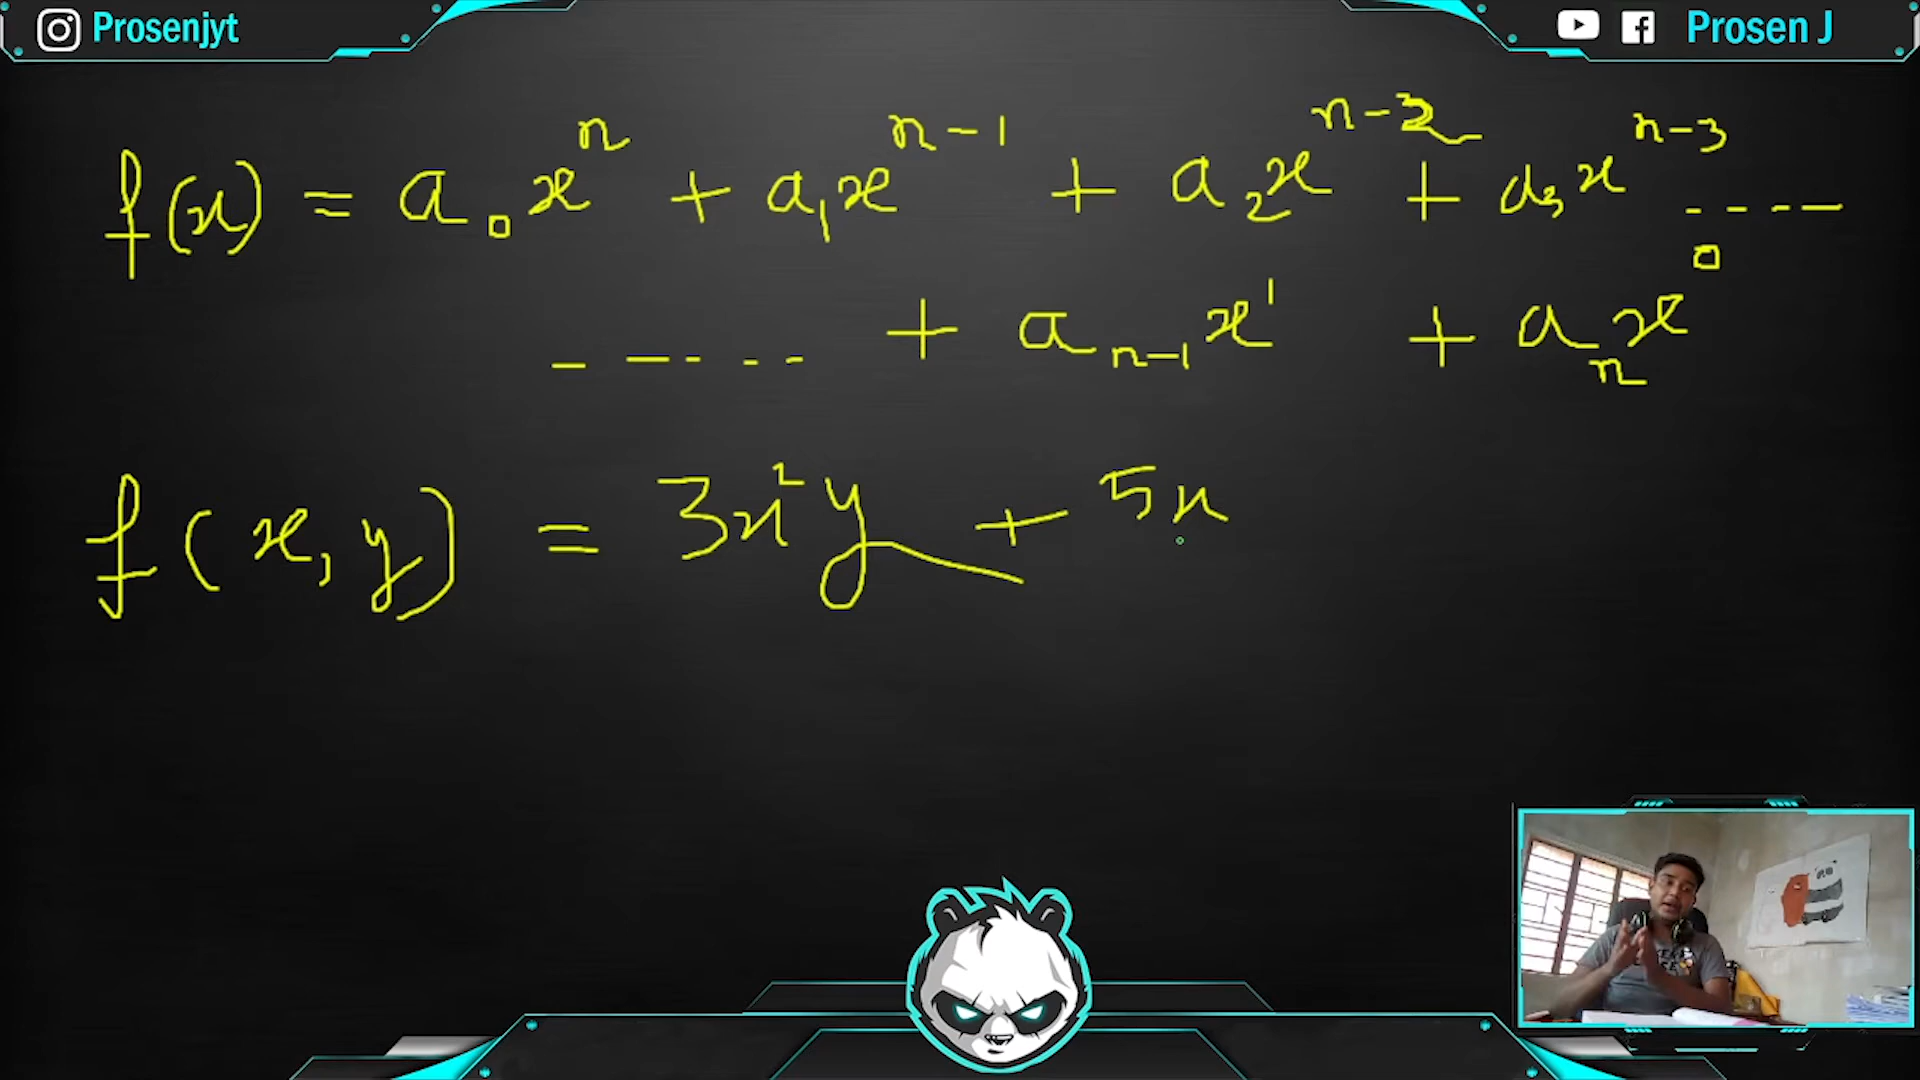 Prosenjyt
Prosen J
f(x) = a₀xⁿ + a₁xⁿ⁻¹ + a₂xⁿ⁻² + a₃xⁿ⁻³ ----
- ---- + aₙ₋₁x¹ + aₙx⁰
f(x, y) = 3x²y + 5x